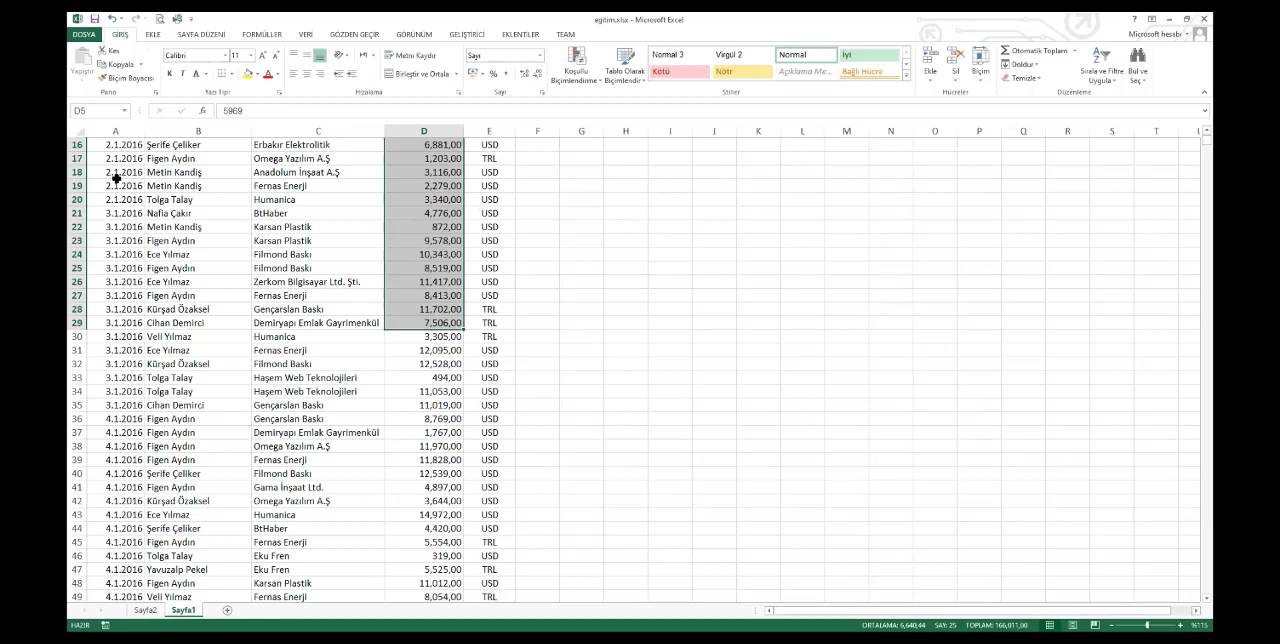 egitim.xlsx - Microsoft Excel
DOSYA GİRİŞ EKLE SAYFA DÜZENİ FORMÜLLER VERİ GÖZDEN GEÇİR GÖRÜNÜM GELİŞTİRİCİ EKLENTİLER TEAM Microsoft hesabı
Yapıştır Kes Kopyala Biçim Boyacısı
Calibri 11 K T A
Metni Kaydır Birleştir ve Ortala
Sayı % ,00
Koşullu Biçimlendirme Tablo Olarak Biçimlendir
Normal 3 Virgül 2 Normal İyi
Kötü Nötr Açıklama Me... Bağlı Hücre
Ekle Sil Biçim
Otomatik Toplam Doldur Temizle
Sırala ve Filtre Uygula Bul ve Seç
Pano Yazı Tipi Hizalama Sayı Stiller Hücreler Düzenleme
D5 fx 5969
A B C D E F G H I J K L M N O P Q R S T U
16 2.1.2016 Şerife Çeliker Erbakır Elektrolitik 6,881,00 USD
17 2.1.2016 Figen Aydın Omega Yazılım A.Ş 1,203,00 TRL
18 2.1.2016 Metin Kandiş Anadolum İnşaat A.Ş 3,116,00 USD
19 2.1.2016 Metin Kandiş Fernas Enerji 2,279,00 TRL
20 2.1.2016 Tolga Talay Humanica 3,340,00 USD
21 3.1.2016 Nafia Çakır BtHaber 4,776,00 USD
22 3.1.2016 Metin Kandiş Karsan Plastik 872,00 USD
23 3.1.2016 Figen Aydın Karsan Plastik 9,578,00 USD
24 3.1.2016 Ece Yılmaz Filmond Baskı 10,343,00 USD
25 3.1.2016 Figen Aydın Filmond Baskı 8,519,00 USD
26 3.1.2016 Ece Yılmaz Zerkom Bilgisayar Ltd. Şti. 11,417,00 USD
27 3.1.2016 Figen Aydın Fernas Enerji 8,413,00 TRL
28 3.1.2016 Kürşad Özaksel Gençarslan Baskı 11,702,00 TRL
29 3.1.2016 Cihan Demirci Demiryapı Emlak Gayrimenkül 7,506,00 TRL
30 3.1.2016 Veli Yılmaz Humanica 3,305,00 TRL
31 3.1.2016 Ece Yılmaz Fernas Enerji 12,095,00 USD
32 3.1.2016 Kürşad Özaksel Filmond Baskı 12,528,00 USD
33 3.1.2016 Tolga Talay Haşem Web Teknolojileri 494,00 USD
34 3.1.2016 Tolga Talay Haşem Web Teknolojileri 11,053,00 USD
35 3.1.2016 Cihan Demirci Gençarslan Baskı 11,019,00 USD
36 4.1.2016 Figen Aydın Gençarslan Baskı 8,769,00 USD
37 4.1.2016 Figen Aydın Demiryapı Emlak Gayrimenkül 1,767,00 USD
38 4.1.2016 Figen Aydın Omega Yazılım A.Ş 11,970,00 USD
39 4.1.2016 Figen Aydın Fernas Enerji 11,828,00 USD
40 4.1.2016 Şerife Çeliker Filmond Baskı 12,539,00 USD
41 4.1.2016 Figen Aydın Gama İnşaat Ltd. 4,897,00 USD
42 4.1.2016 Kürşad Özaksel Omega Yazılım A.Ş 3,644,00 USD
43 4.1.2016 Ece Yılmaz Humanica 14,972,00 USD
44 4.1.2016 Şerife Çeliker BtHaber 4,420,00 USD
45 4.1.2016 Figen Aydın Fernas Enerji 5,554,00 TRL
46 4.1.2016 Tolga Talay Eku Fren 319,00 USD
47 4.1.2016 Yavuzalp Pekel Eku Fren 5,525,00 TRL
48 4.1.2016 Figen Aydın Karsan Plastik 11,012,00 USD
49 4.1.2016 Veli Yılmaz Fernas Enerji 8,054,00 TRL
Sayfa2 Sayfa1
HAZIR ORTALAMA: 6,640,44 SAY: 25 TOPLAM: 166,011,00 %115